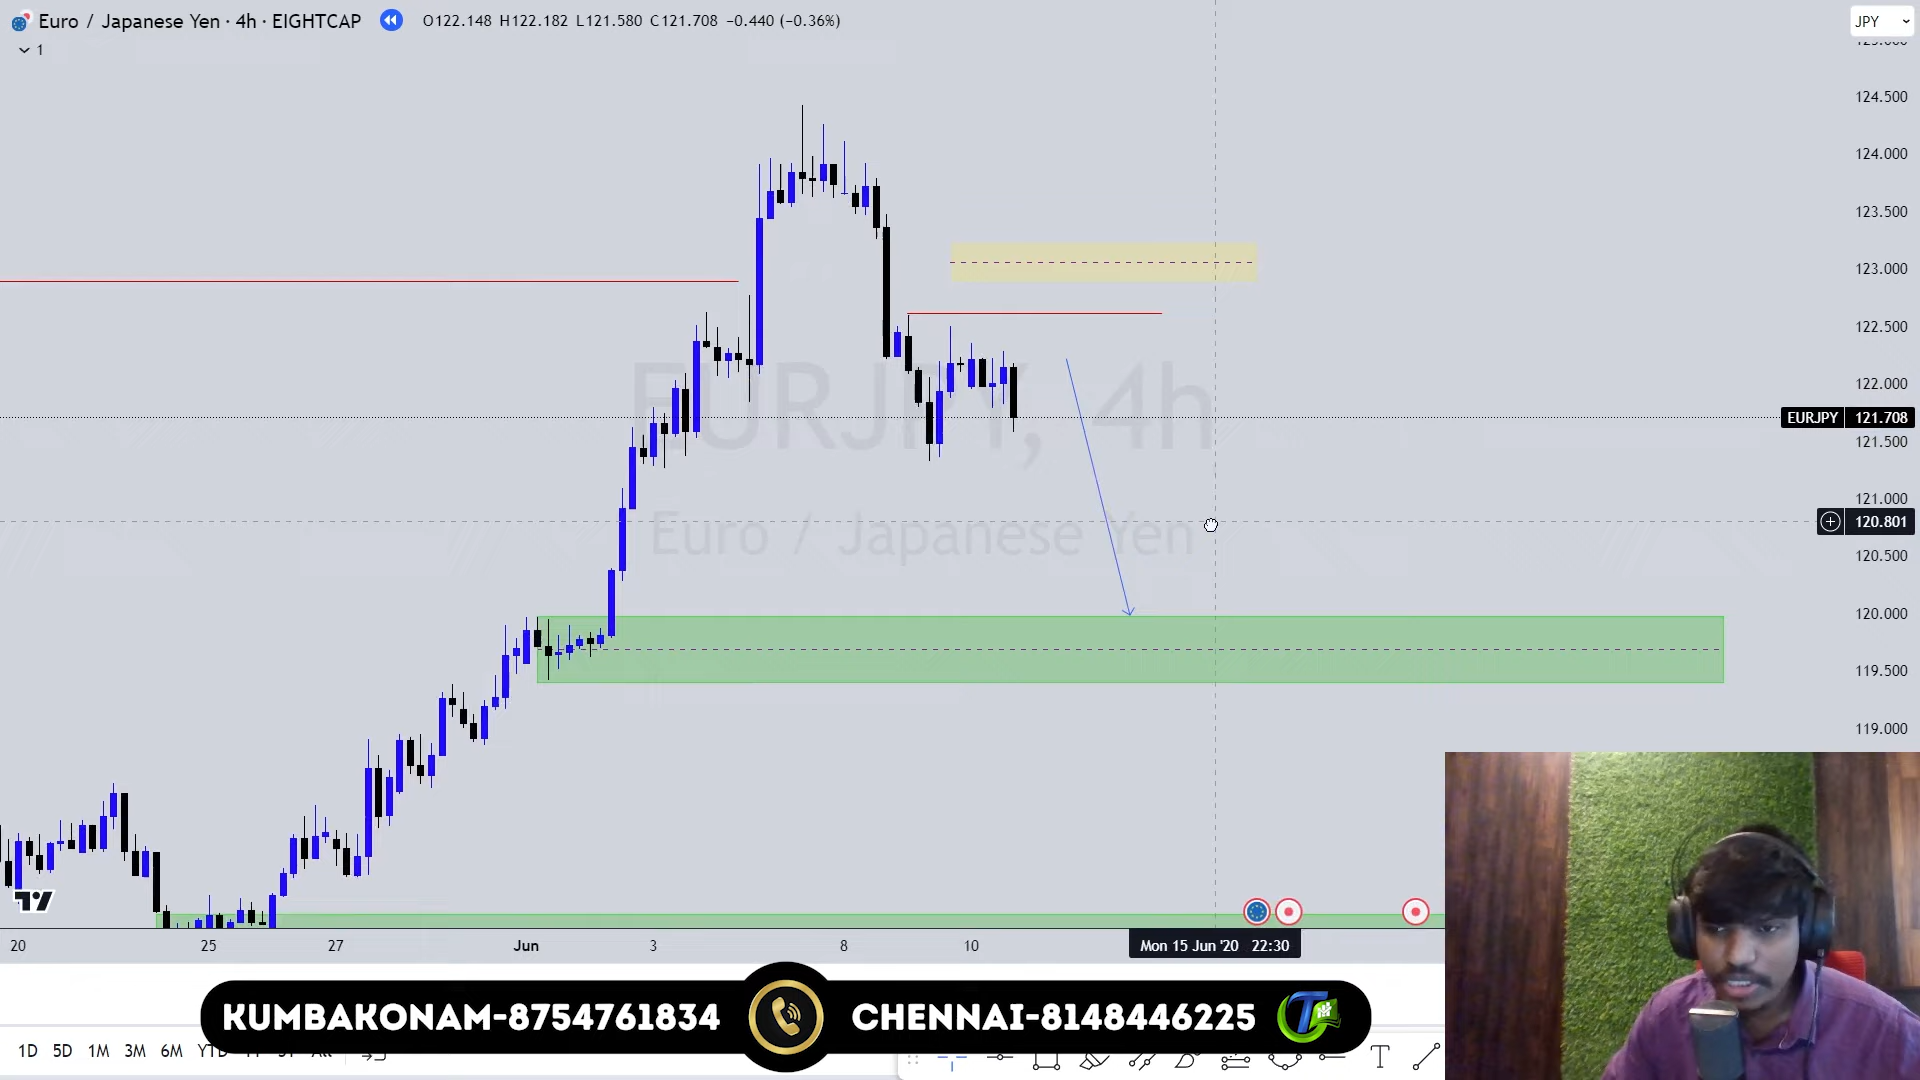 Euro / Japanese Yen · 4h · EIGHTCAP O122.148 H122.182 L121.580 C121.708 −0.440 (−0.36%)
JPY
1
124.500
124.000
123.500
123.000
122.500
122.000
EURJPY 121.708
121.500
121.000
120.801
120.500
120.000
119.500
119.000
EURJPY, 4h
Euro / Japanese Yen
20 25 27 Jun 3 8 10 Mon 15 Jun '20 22:30
KUMBAKONAM-8754761834 CHENNAI-8148446225
1D 5D 1M 3M 6M YTD